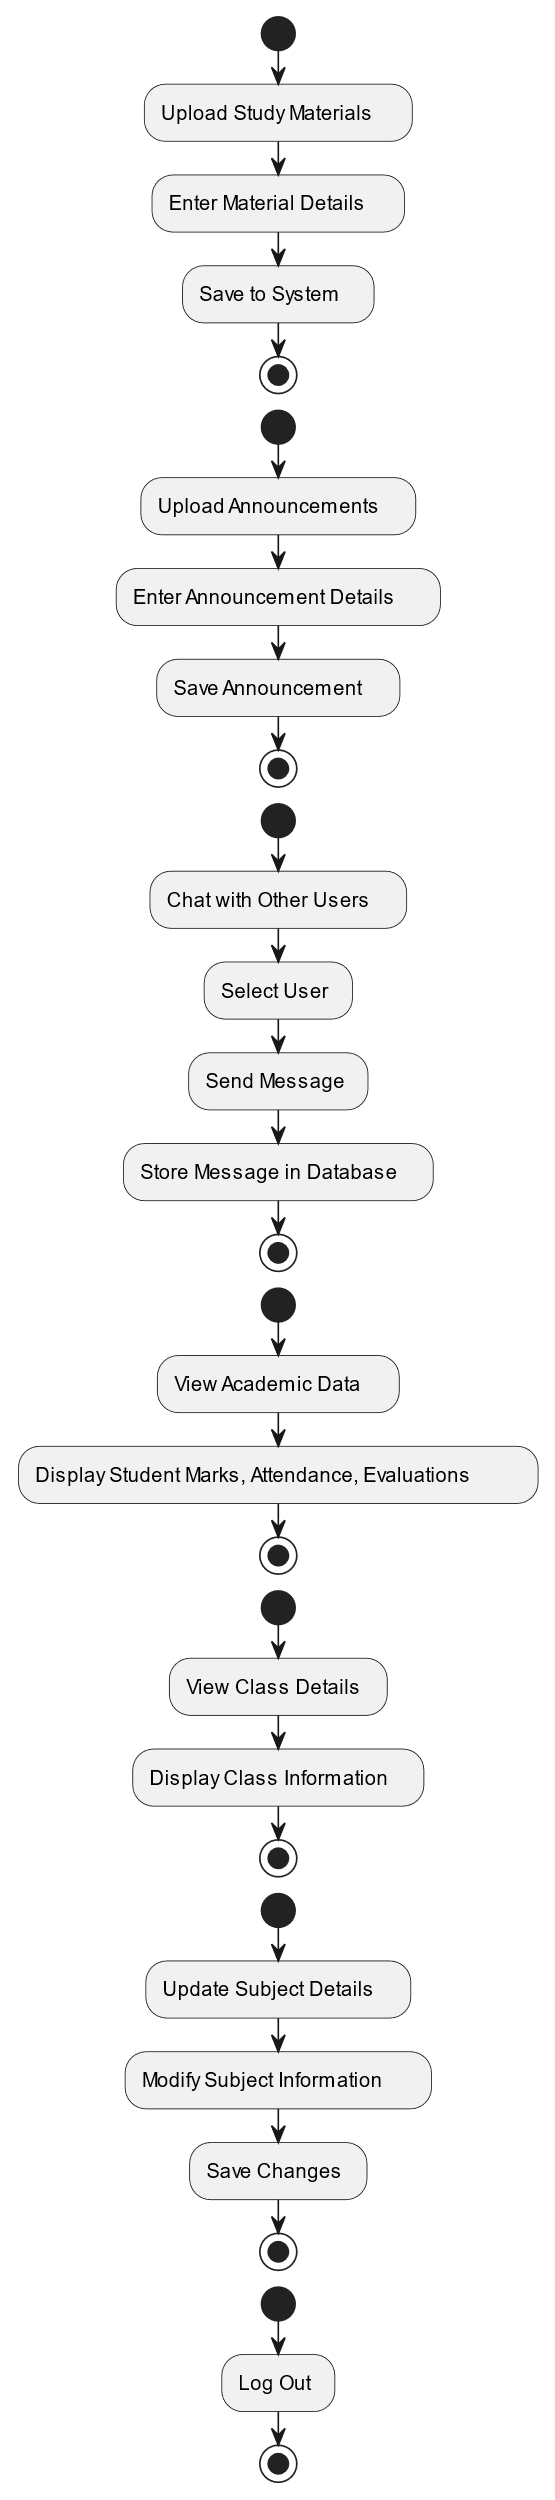 Upload Study Materials
Enter Material Details
Save to System
Upload Announcements
Enter Announcement Details
Save Announcement
Chat with Other Users
Select User
Send Message
Store Message in Database
View Academic Data
Display Student Marks, Attendance, Evaluations
View Class Details
Display Class Information
Update Subject Details
Modify Subject Information
Save Changes
Log Out